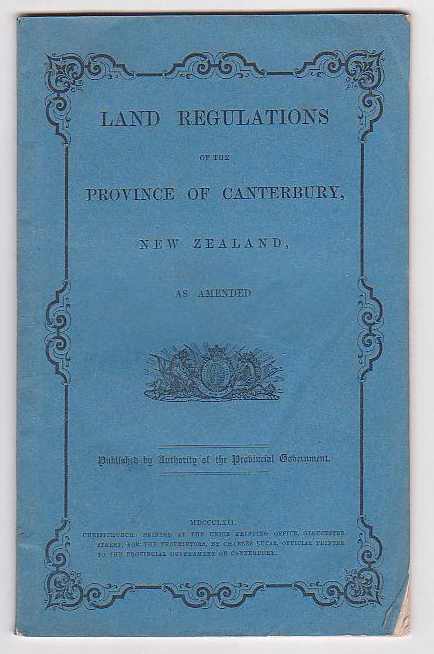 LAND REGULATIONS
OF THE
PROVINCE OF CANTERBURY,
NEW ZEALAND,
AS AMENDED
Published by Authority of the Provincial Government.
MDCCCLXII.
CHRISTCHURCH: PRINTED AT THE UNION PRINTING OFFICE, GLOUCESTER
STREET, FOR THE PROPRIETORS, BY CHARLES LUCAS, OFFICIAL PRINTER
TO THE PROVINCIAL GOVERNMENT OF CANTERBURY.